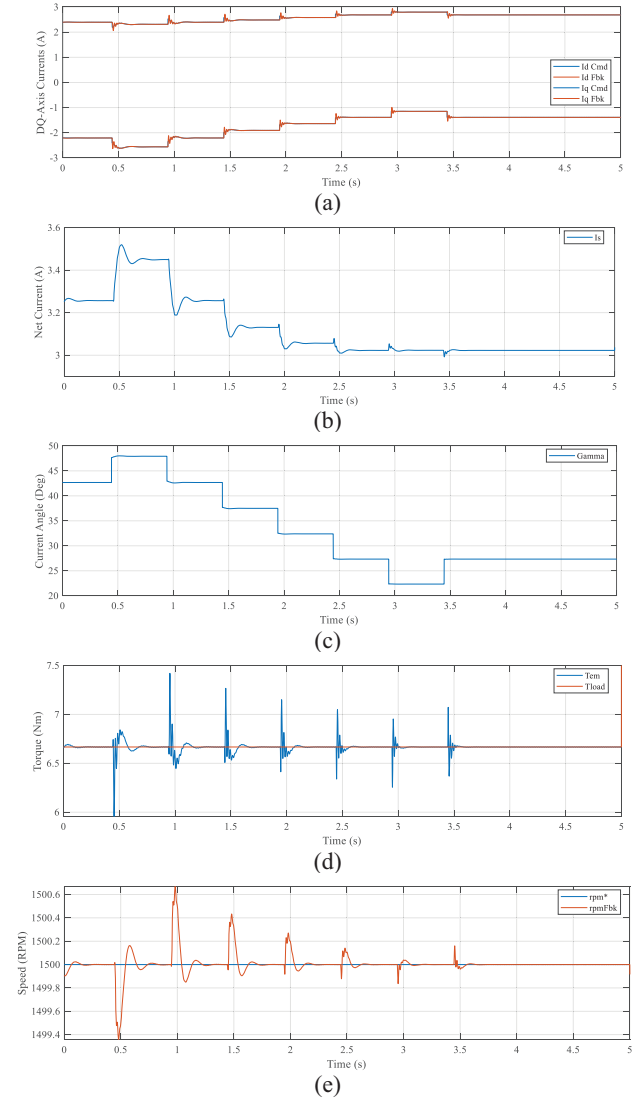 3
2
1
0
-1
-2
-3
DQ-Axis Currents (A)
Id Cmd
Id Fbk
Iq Cmd
Iq Fbk
0 0.5 1 1.5 2 2.5 3 3.5 4 4.5 5
Time (s)
(a)
3.6
3.4
3.2
3
Net Current (A)
Is
0 0.5 1 1.5 2 2.5 3 3.5 4 4.5 5
Time (s)
(b)
50
45
40
35
30
25
20
Current Angle (Deg)
Gamma
0 0.5 1 1.5 2 2.5 3 3.5 4 4.5 5
Time (s)
(c)
7.5
7
6.5
6
Torque (Nm)
Tem
Tload
0 0.5 1 1.5 2 2.5 3 3.5 4 4.5 5
Time (s)
(d)
1500.6
1500.2
1500
1499.8
1499.6
1499.4
Speed (RPM)
rpm*
rpmFbk
0 0.5 1 1.5 2 2.5 3 3.5 4 4.5 5
Time (s)
(e)